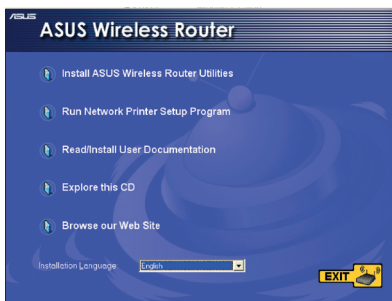 ASUS
ASUS Wireless Router
Install ASUS Wireless Router Utilities
Run Network Printer Setup Program
Read/Install User Documentation
Explore this CD
Browse our Web Site
Installation Language: English
EXIT